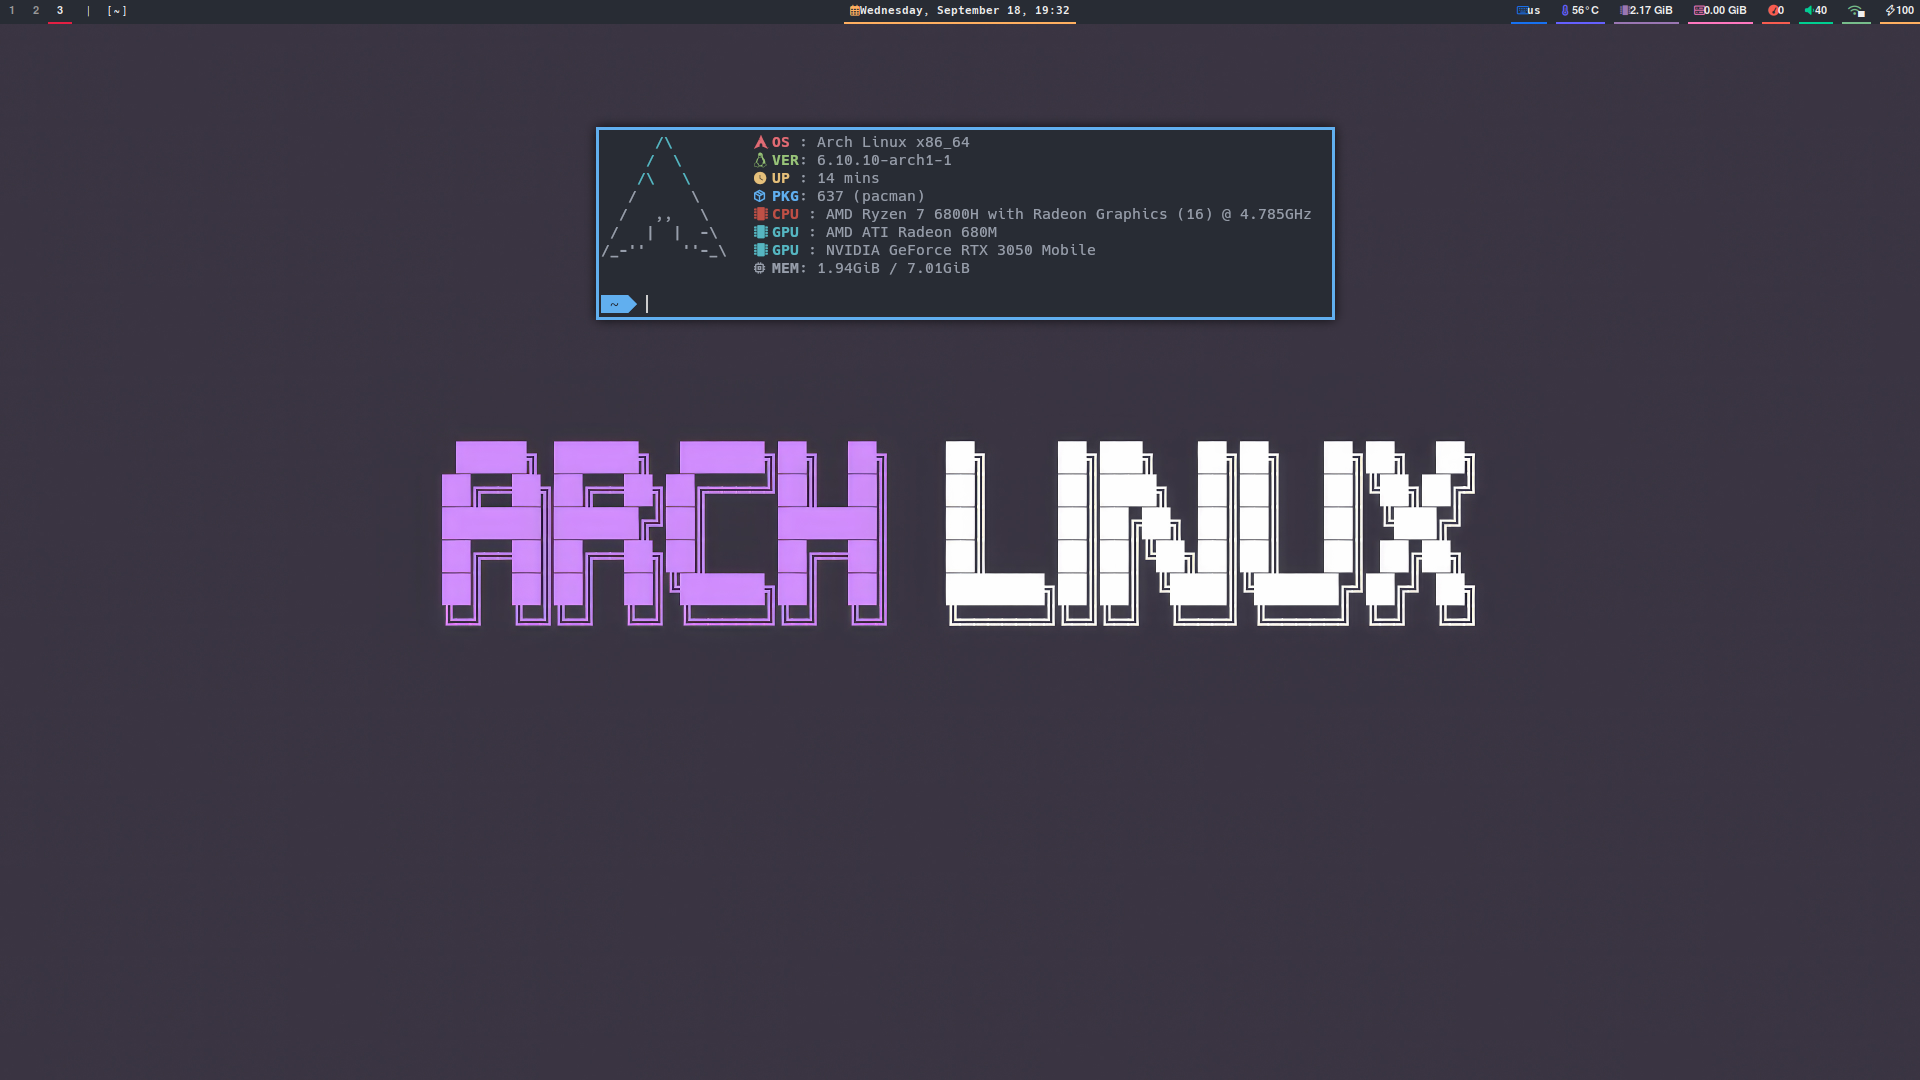 1 2 3 | [~] Wednesday, September 18, 19:32 us 56°C 2.17 GiB 0.00 GiB 0 40 100
OS : Arch Linux x86_64
VER: 6.10.10-arch1-1
UP : 14 mins
PKG: 637 (pacman)
CPU : AMD Ryzen 7 6800H with Radeon Graphics (16) @ 4.785GHz
GPU : AMD ATI Radeon 680M
GPU : NVIDIA GeForce RTX 3050 Mobile
MEM: 1.94GiB / 7.01GiB
~
ARCH LINUX